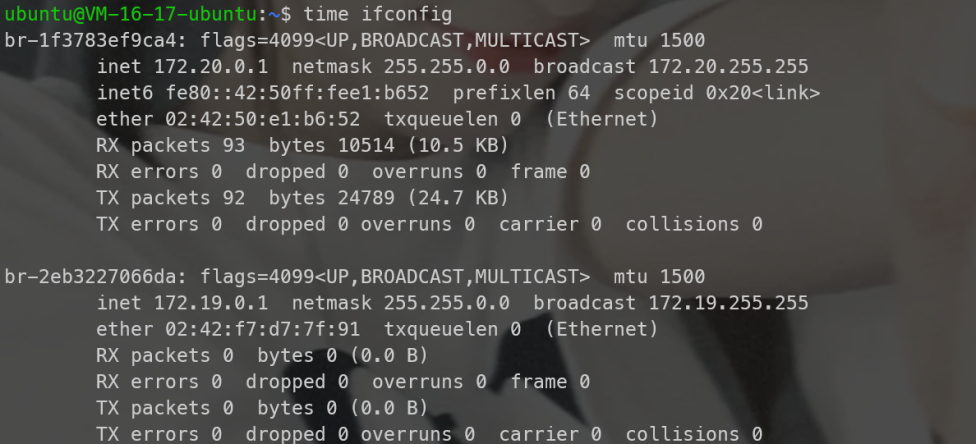 ubuntu@VM-16-17-ubuntu:~$ time ifconfig
br-1f3783ef9ca4: flags=4099<UP,BROADCAST,MULTICAST>  mtu 1500
        inet 172.20.0.1  netmask 255.255.0.0  broadcast 172.20.255.255
        inet6 fe80::42:50ff:fee1:b652  prefixlen 64  scopeid 0x20<link>
        ether 02:42:50:e1:b6:52  txqueuelen 0  (Ethernet)
        RX packets 93  bytes 10514 (10.5 KB)
        RX errors 0  dropped 0  overruns 0  frame 0
        TX packets 92  bytes 24789 (24.7 KB)
        TX errors 0  dropped 0 overruns 0  carrier 0  collisions 0

br-2eb3227066da: flags=4099<UP,BROADCAST,MULTICAST>  mtu 1500
        inet 172.19.0.1  netmask 255.255.0.0  broadcast 172.19.255.255
        ether 02:42:f7:d7:7f:91  txqueuelen 0  (Ethernet)
        RX packets 0  bytes 0 (0.0 B)
        RX errors 0  dropped 0  overruns 0  frame 0
        TX packets 0  bytes 0 (0.0 B)
        TX errors 0  dropped 0 overruns 0  carrier 0  collisions 0